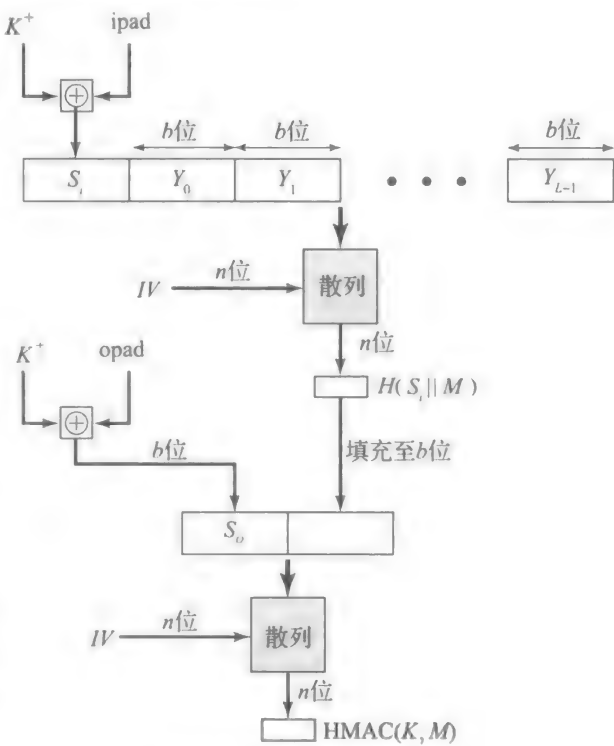 K⁺ ipad
⊕
b位 b位 b位
Sᵢ Y₀ Y₁ • • • Y_{L-1}
IV n位 散列
n位
K⁺ opad
H(Sᵢ||M)
⊕
b位 填充至b位
Sₒ
IV n位 散列
n位
HMAC(K, M)